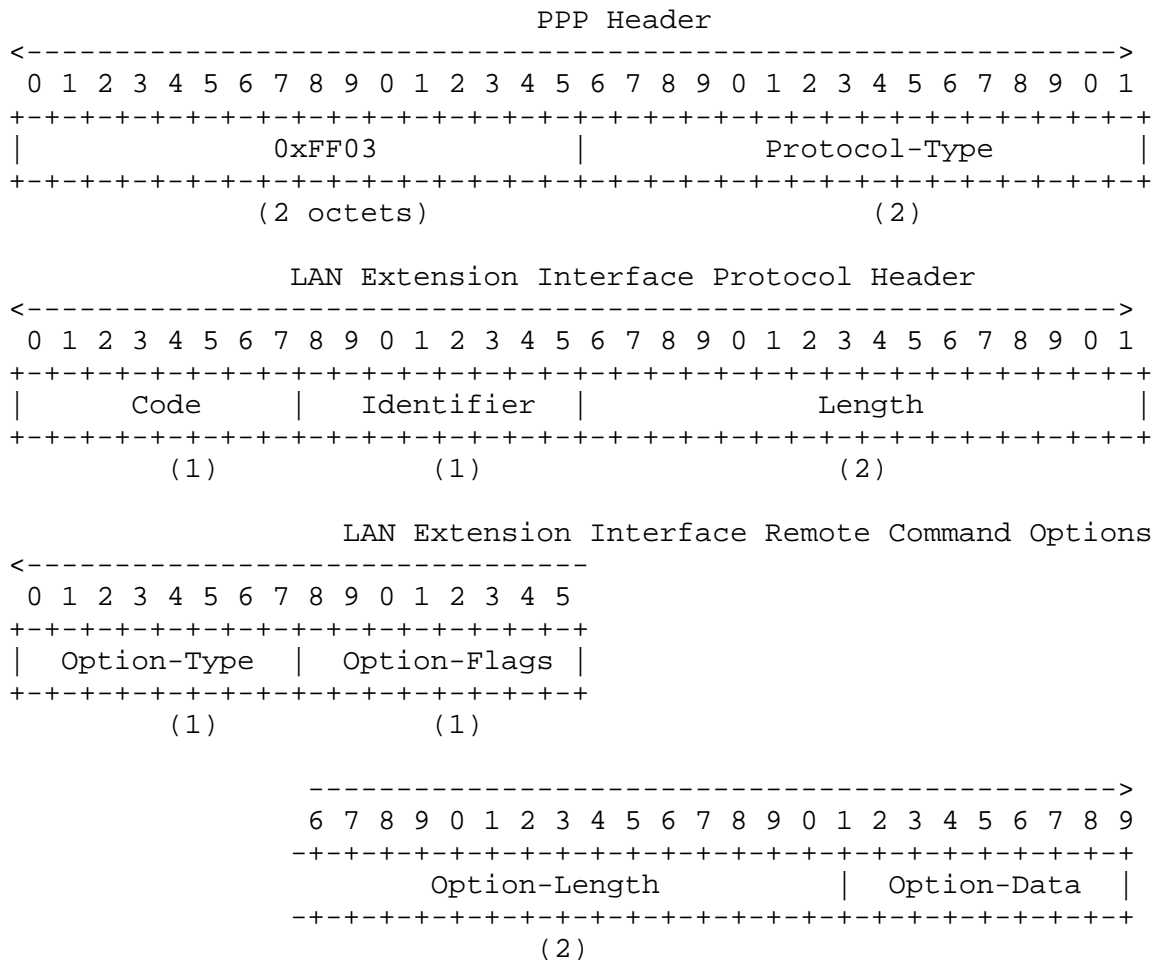 PPP Header
<-------------------------------------------------------------->
 0 1 2 3 4 5 6 7 8 9 0 1 2 3 4 5 6 7 8 9 0 1 2 3 4 5 6 7 8 9 0 1
+-+-+-+-+-+-+-+-+-+-+-+-+-+-+-+-+-+-+-+-+-+-+-+-+-+-+-+-+-+-+-+-+
|              0xFF03           |          Protocol-Type        |
+-+-+-+-+-+-+-+-+-+-+-+-+-+-+-+-+-+-+-+-+-+-+-+-+-+-+-+-+-+-+-+-+
              (2 octets)                         (2)
                LAN Extension Interface Protocol Header
<-------------------------------------------------------------->
 0 1 2 3 4 5 6 7 8 9 0 1 2 3 4 5 6 7 8 9 0 1 2 3 4 5 6 7 8 9 0 1
+-+-+-+-+-+-+-+-+-+-+-+-+-+-+-+-+-+-+-+-+-+-+-+-+-+-+-+-+-+-+-+-+
|      Code     |   Identifier  |             Length            |
+-+-+-+-+-+-+-+-+-+-+-+-+-+-+-+-+-+-+-+-+-+-+-+-+-+-+-+-+-+-+-+-+
         (1)            (1)                    (2)
                   LAN Extension Interface Remote Command Options
<--------------------------------
 0 1 2 3 4 5 6 7 8 9 0 1 2 3 4 5
+-+-+-+-+-+-+-+-+-+-+-+-+-+-+-+-+
|  Option-Type  |  Option-Flags |
+-+-+-+-+-+-+-+-+-+-+-+-+-+-+-+-+
         (1)            (1)
                 ---------------------------------------------->
                 6 7 8 9 0 1 2 3 4 5 6 7 8 9 0 1 2 3 4 5 6 7 8 9
                -+-+-+-+-+-+-+-+-+-+-+-+-+-+-+-+-+-+-+-+-+-+-+-+
                        Option-Length          |  Option-Data  |
                -+-+-+-+-+-+-+-+-+-+-+-+-+-+-+-+-+-+-+-+-+-+-+-+
                              (2)